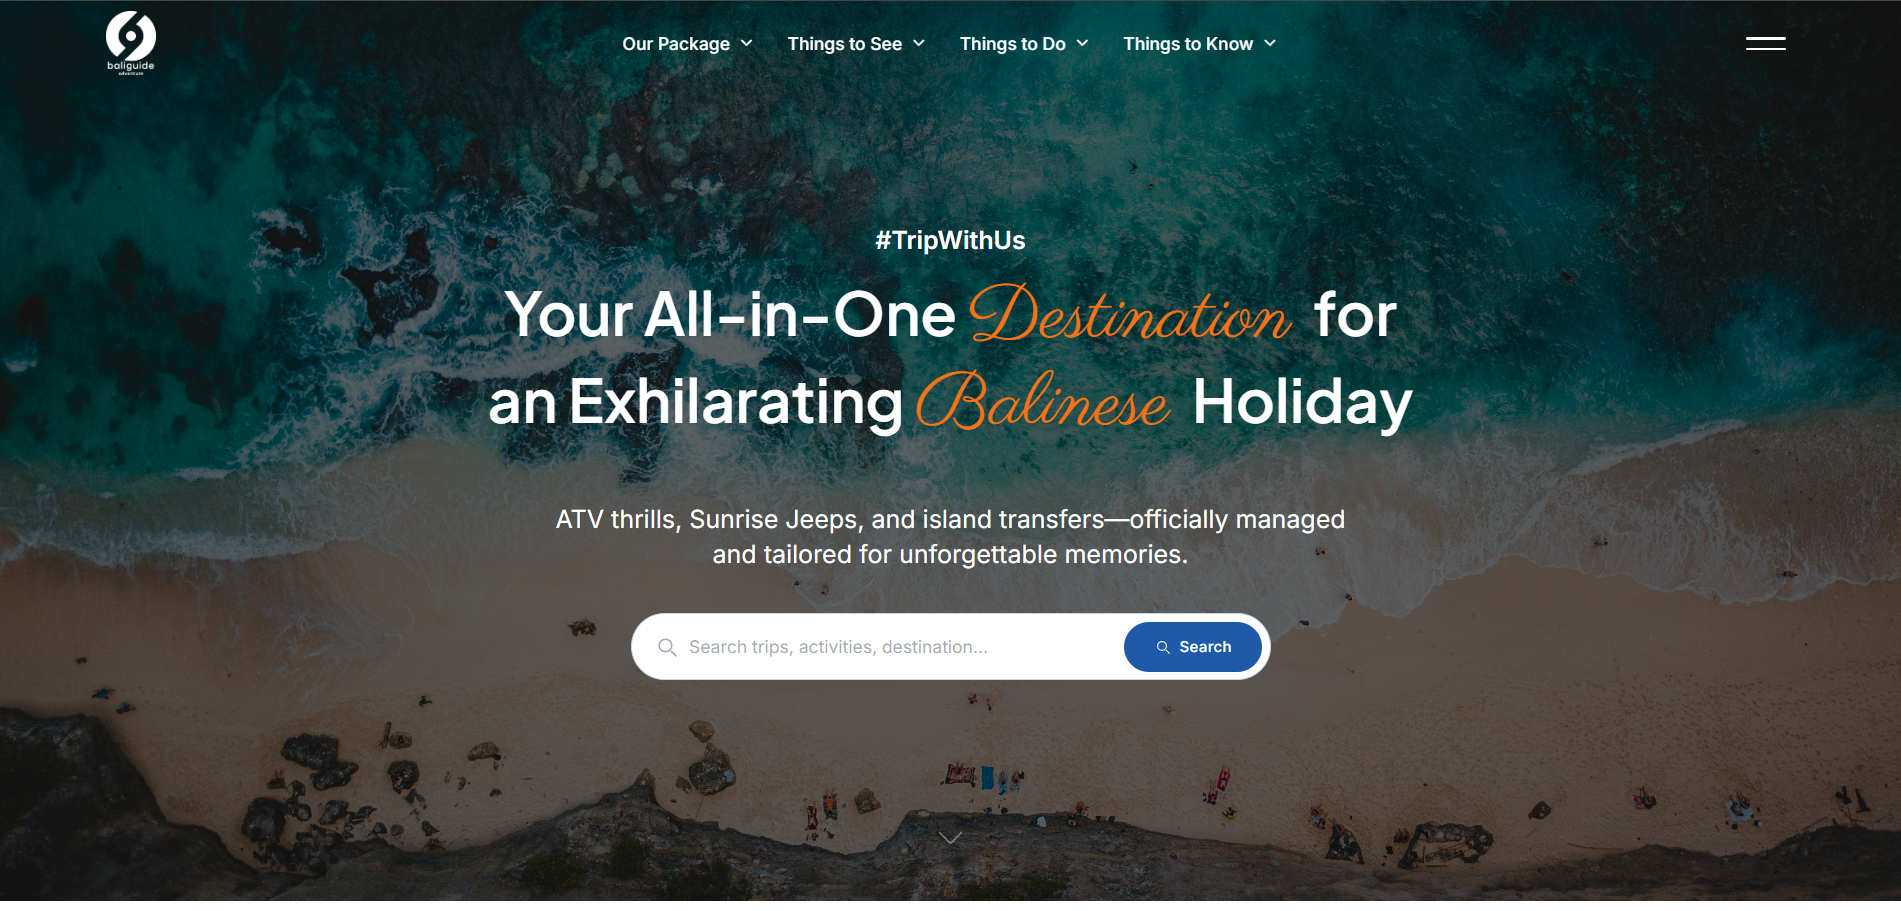 baliguide
adventure
Our Package
Things to See
Things to Do
Things to Know
#TripWithUs
Your All-in-One Destination for
an Exhilarating Balinese Holiday
ATV thrills, Sunrise Jeeps, and island transfers—officially managed
and tailored for unforgettable memories.
Search trips, activities, destination...
Search